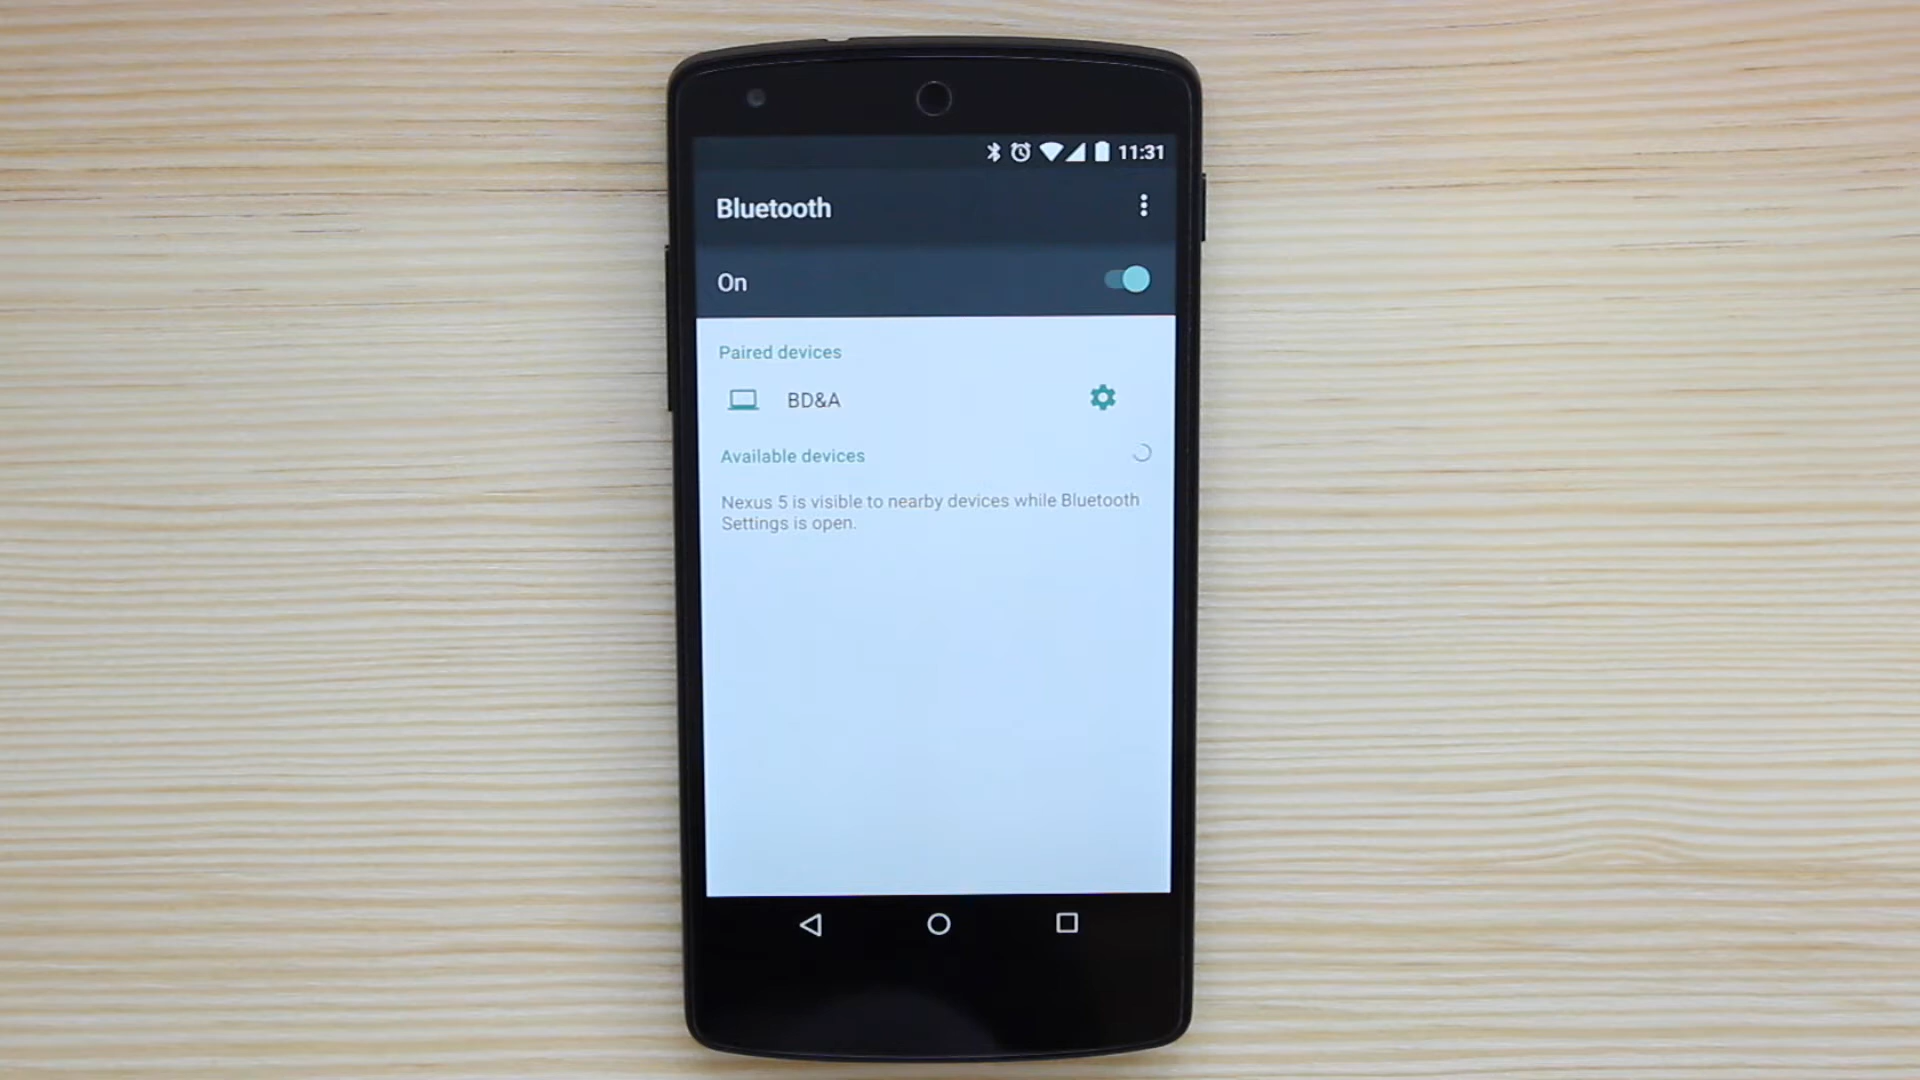 11:31
Bluetooth
On
Paired devices
BD&A
Available devices
Nexus 5 is visible to nearby devices while Bluetooth
Settings is open.